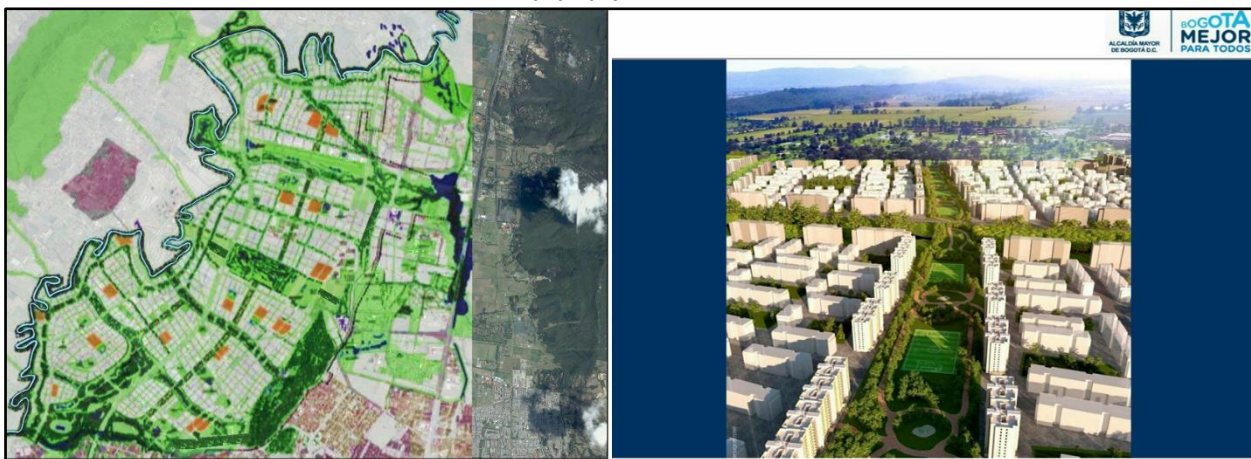 ALCALDÍA MAYOR
DE BOGOTÁ D.C.
BOGOTÁ
MEJOR
PARA TODOS